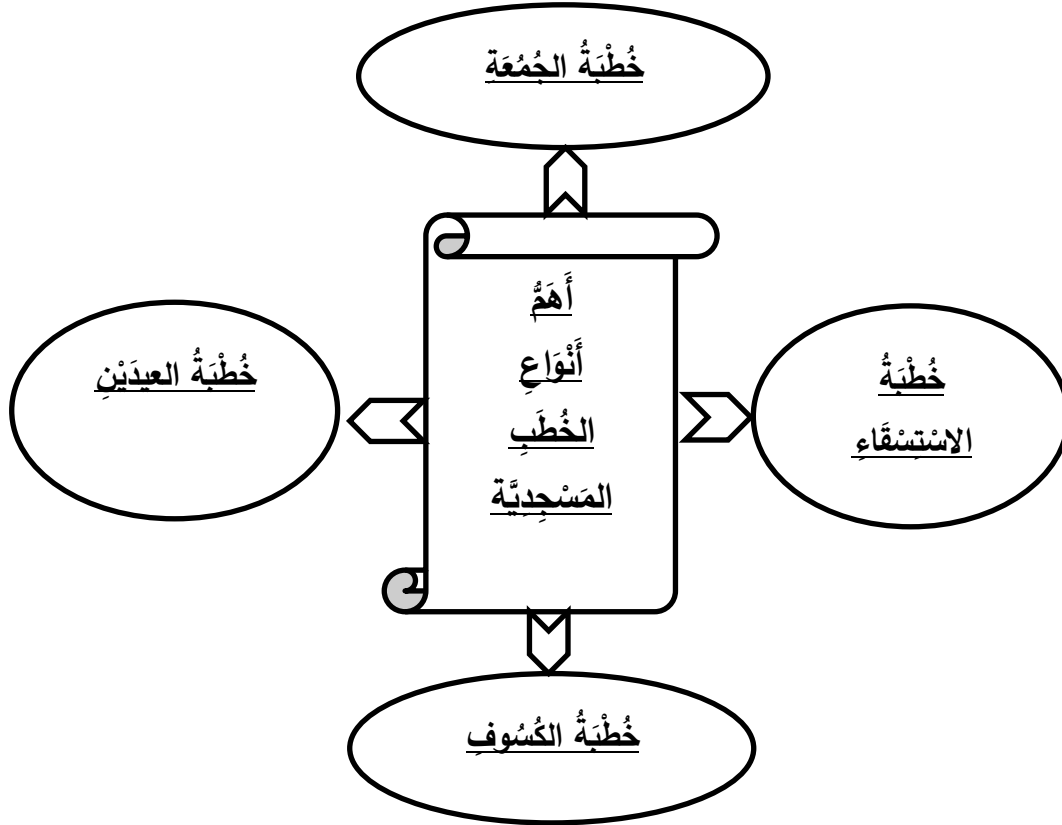 خُطْبَةُ الجُمُعَةِ
أَهَمُّ
أَنْوَاعِ
الخُطَبِ
المَسْجِدِيَّة
خُطْبَةُ
الاسْتِسْقَاءِ
خُطْبَةُ العيدَيْنِ
خُطْبَةُ الكُسُوفِ